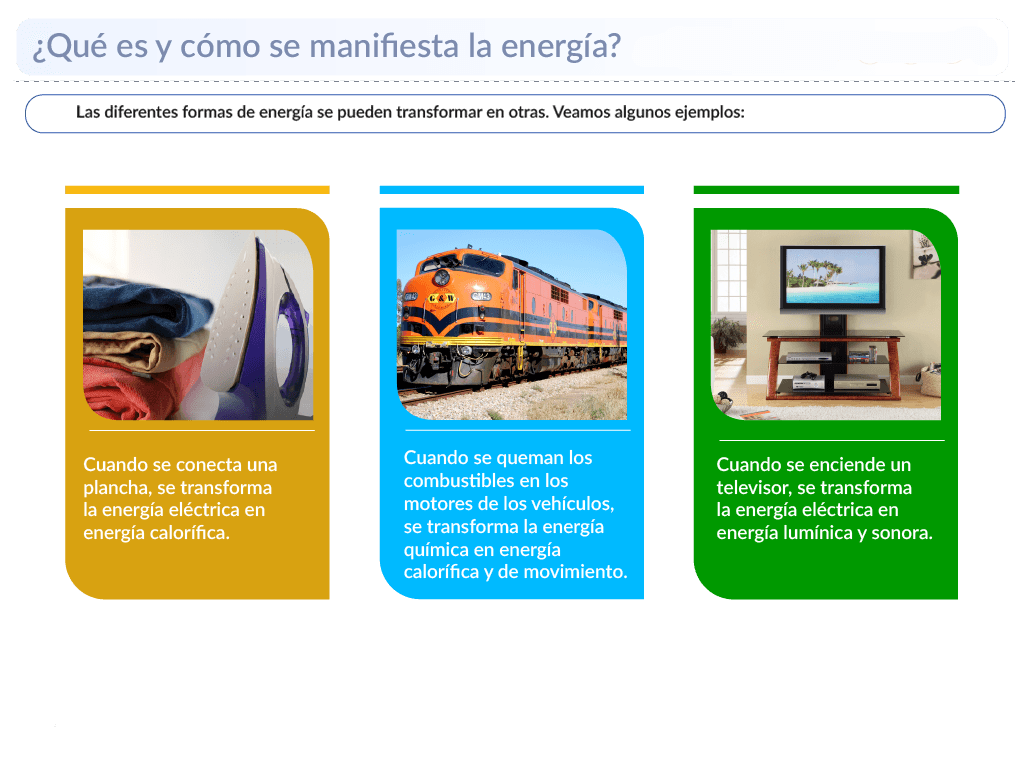 ¿Qué es y cómo se manifiesta la energía?
Las diferentes formas de energía se pueden transformar en otras. Veamos algunos ejemplos:
Cuando se conecta una
plancha, se transforma
la energía eléctrica en
energía calorífica.
G&W
Cuando se queman los
combustibles en los
motores de los vehículos,
se transforma la energía
química en energía
calorífica y de movimiento.
Cuando se enciende un
televisor, se transforma
la energía eléctrica en
energía lumínica y sonora.